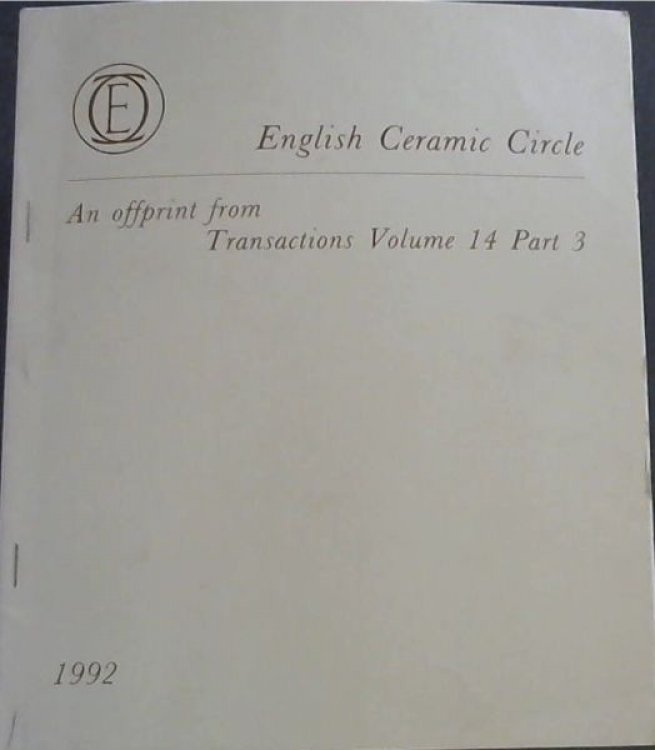 E
English Ceramic Circle
An offprint from
Transactions Volume 14 Part 3
1992